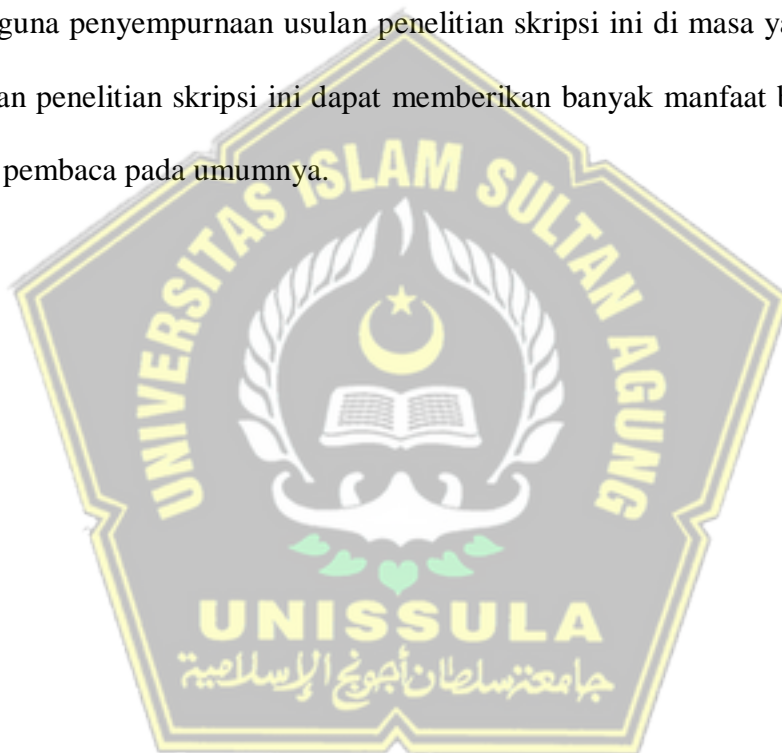 guna penyempurnaan usulan penelitian skripsi ini di masa ya
an penelitian skripsi ini dapat memberikan banyak manfaat b
pembaca pada umumnya.
UNIVERSITAS ISLAM SULTAN AGUNG
UNISSULA
جامعة سلطان أجونج الإسلامية